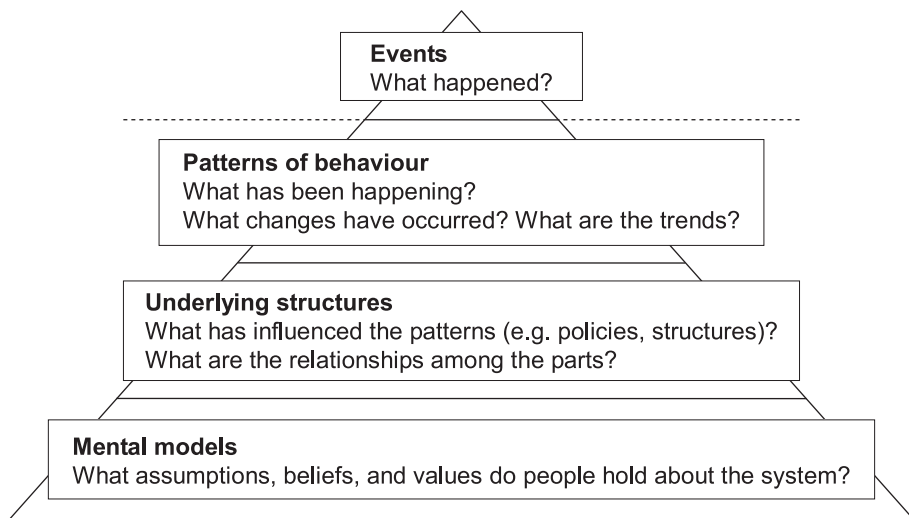 Events
What happened?
Patterns of behaviour
What has been happening?
What changes have occurred? What are the trends?
Underlying structures
What has influenced the patterns (e.g. policies, structures)?
What are the relationships among the parts?
Mental models
What assumptions, beliefs, and values do people hold about the system?